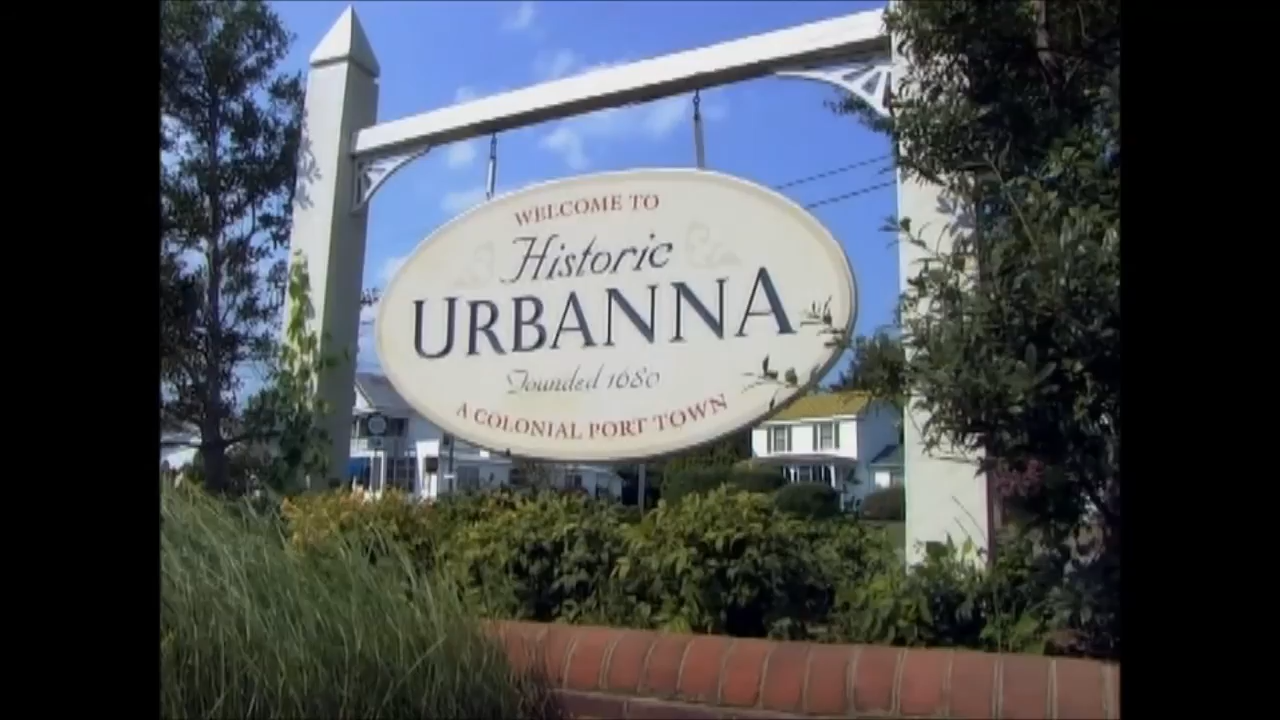 WELCOME TO
Historic
URBANNA
Founded 1680
A COLONIAL PORT TOWN